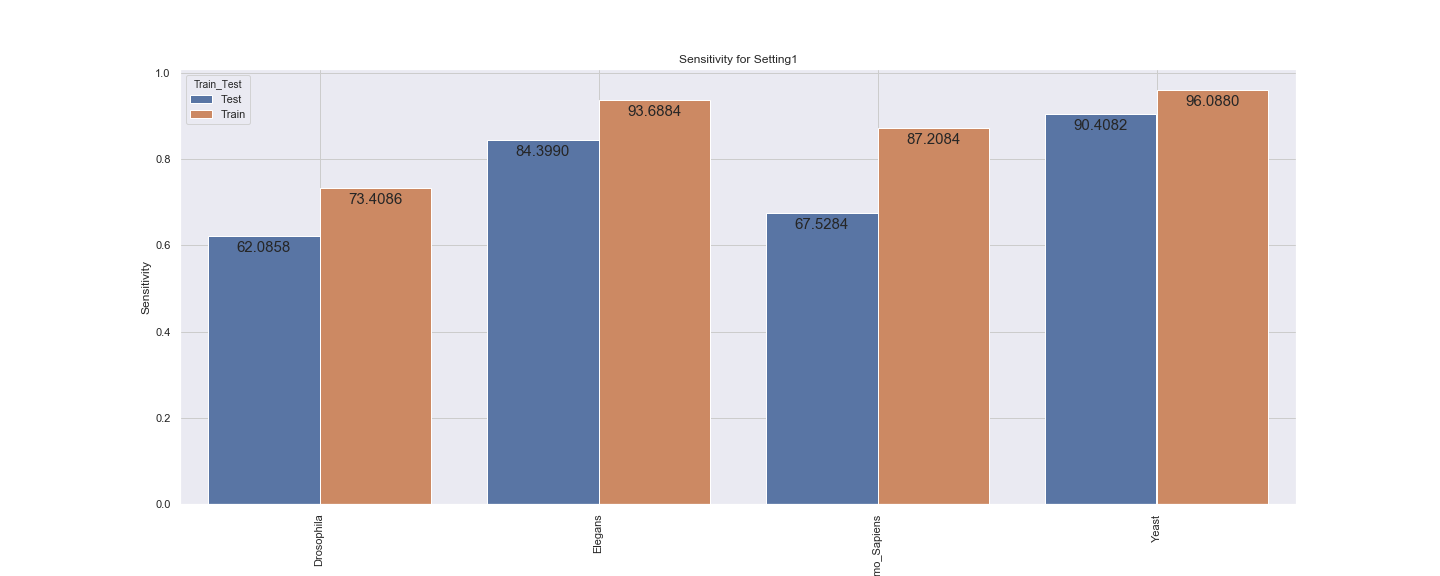 Sensitivity for Setting1
1.0
0.8
0.6
0.4
0.2
0.0
Sensitivity
Train_Test
Test
Train
62.0858
73.4086
84.3990
93.6884
67.5284
87.2084
90.4082
96.0880
Drosophila
Elegans
mo_Sapiens
Yeast